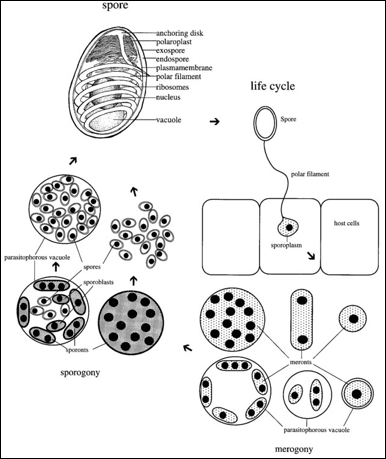 spore
anchoring disk
polaroplast
exospore
endospore
plasmamembrane
polar filament
ribosomes
nucleus
vacuole
life cycle
Spore
polar filament
host cells
sporoplasm
parasitophorous vacuole
spores
sporoblasts
sporonts
sporogony
meronts
parasitophorous vacuole
merogony